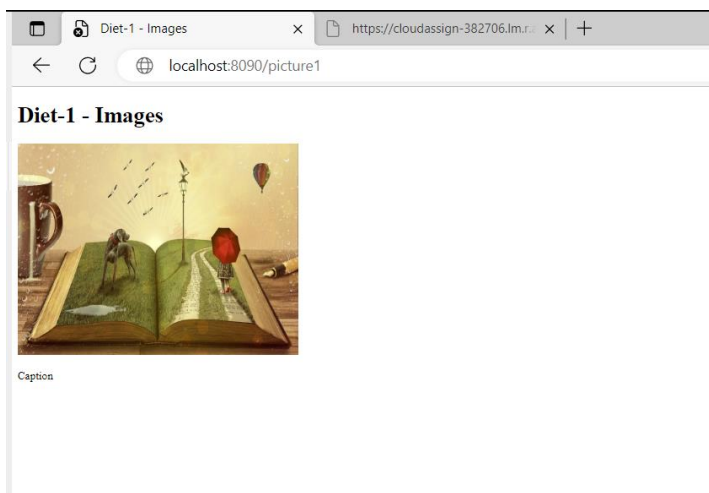 Diet-1 - Images
https://cloudassign-382706.lm.r.
localhost:8090/picture1
Diet-1 - Images
Caption